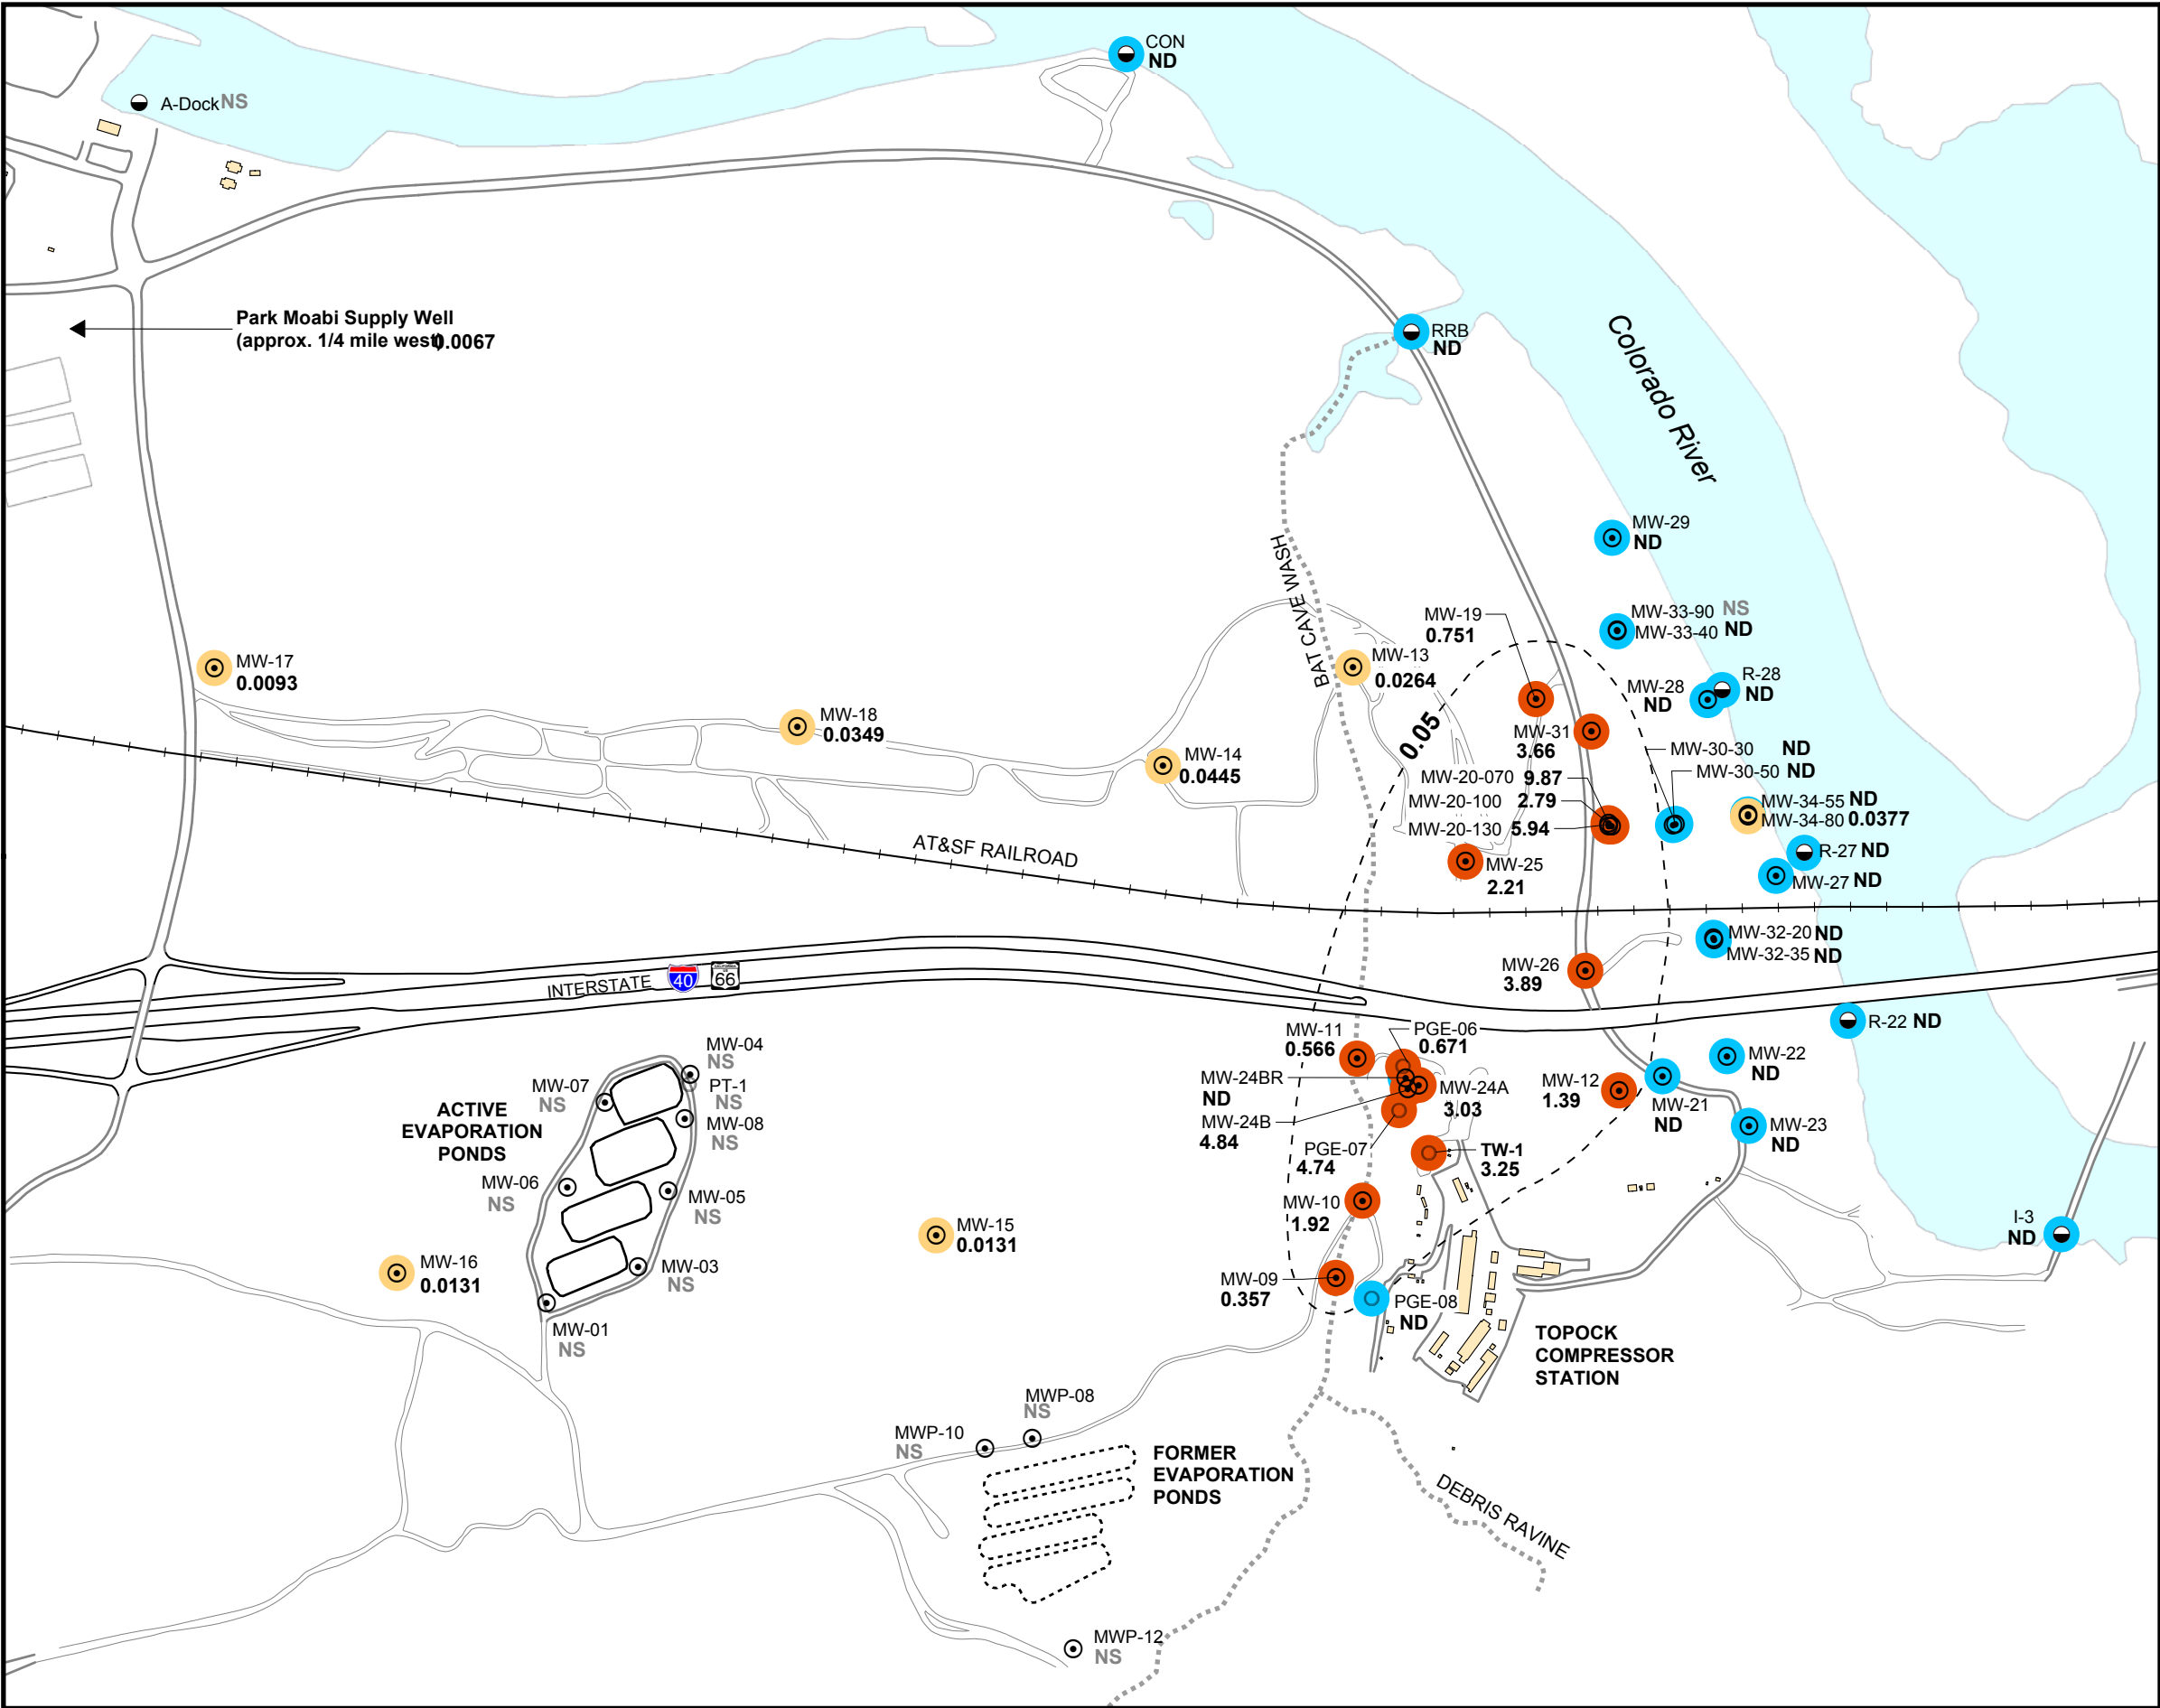 CON
ND
A-Dock NS
Park Moabi Supply Well
(approx. 1/4 mile west) 0.0067
RRB
ND
Colorado River
MW-29
ND
BAT CAVE WASH
MW-33-90 NS
MW-33-40 ND
MW-19
0.751
MW-13
0.0264
MW-17
0.0093
R-28
ND
MW-28
ND
MW-18
0.0349
0.05
MW-31
3.66
MW-14
0.0445
MW-30-30 ND
MW-30-50 ND
MW-20-070 9.87
MW-20-100 2.79
MW-20-130 5.94
MW-34-55 ND
MW-34-80 0.0377
AT&SF RAILROAD
R-27 ND
MW-25
2.21
MW-27 ND
MW-32-20 ND
MW-32-35 ND
MW-26
3.89
INTERSTATE 40 66
R-22 ND
MW-11
0.566
PGE-06
0.671
MW-04
NS
MW-22
ND
MW-24BR
ND
MW-24A
3.03
MW-12
1.39
MW-07
NS
PT-1
NS
MW-21
ND
ACTIVE
EVAPORATION
PONDS
MW-08
NS
MW-24B
4.84
MW-23
ND
PGE-07
4.74
TW-1
3.25
MW-06
NS
MW-05
NS
MW-10
1.92
MW-15
0.0131
I-3
ND
MW-16
0.0131
MW-03
NS
MW-09
0.357
PGE-08
ND
MW-01
NS
TOPOCK
COMPRESSOR
STATION
MWP-08
NS
MWP-10
NS
FORMER
EVAPORATION
PONDS
DEBRIS RAVINE
MWP-12
NS